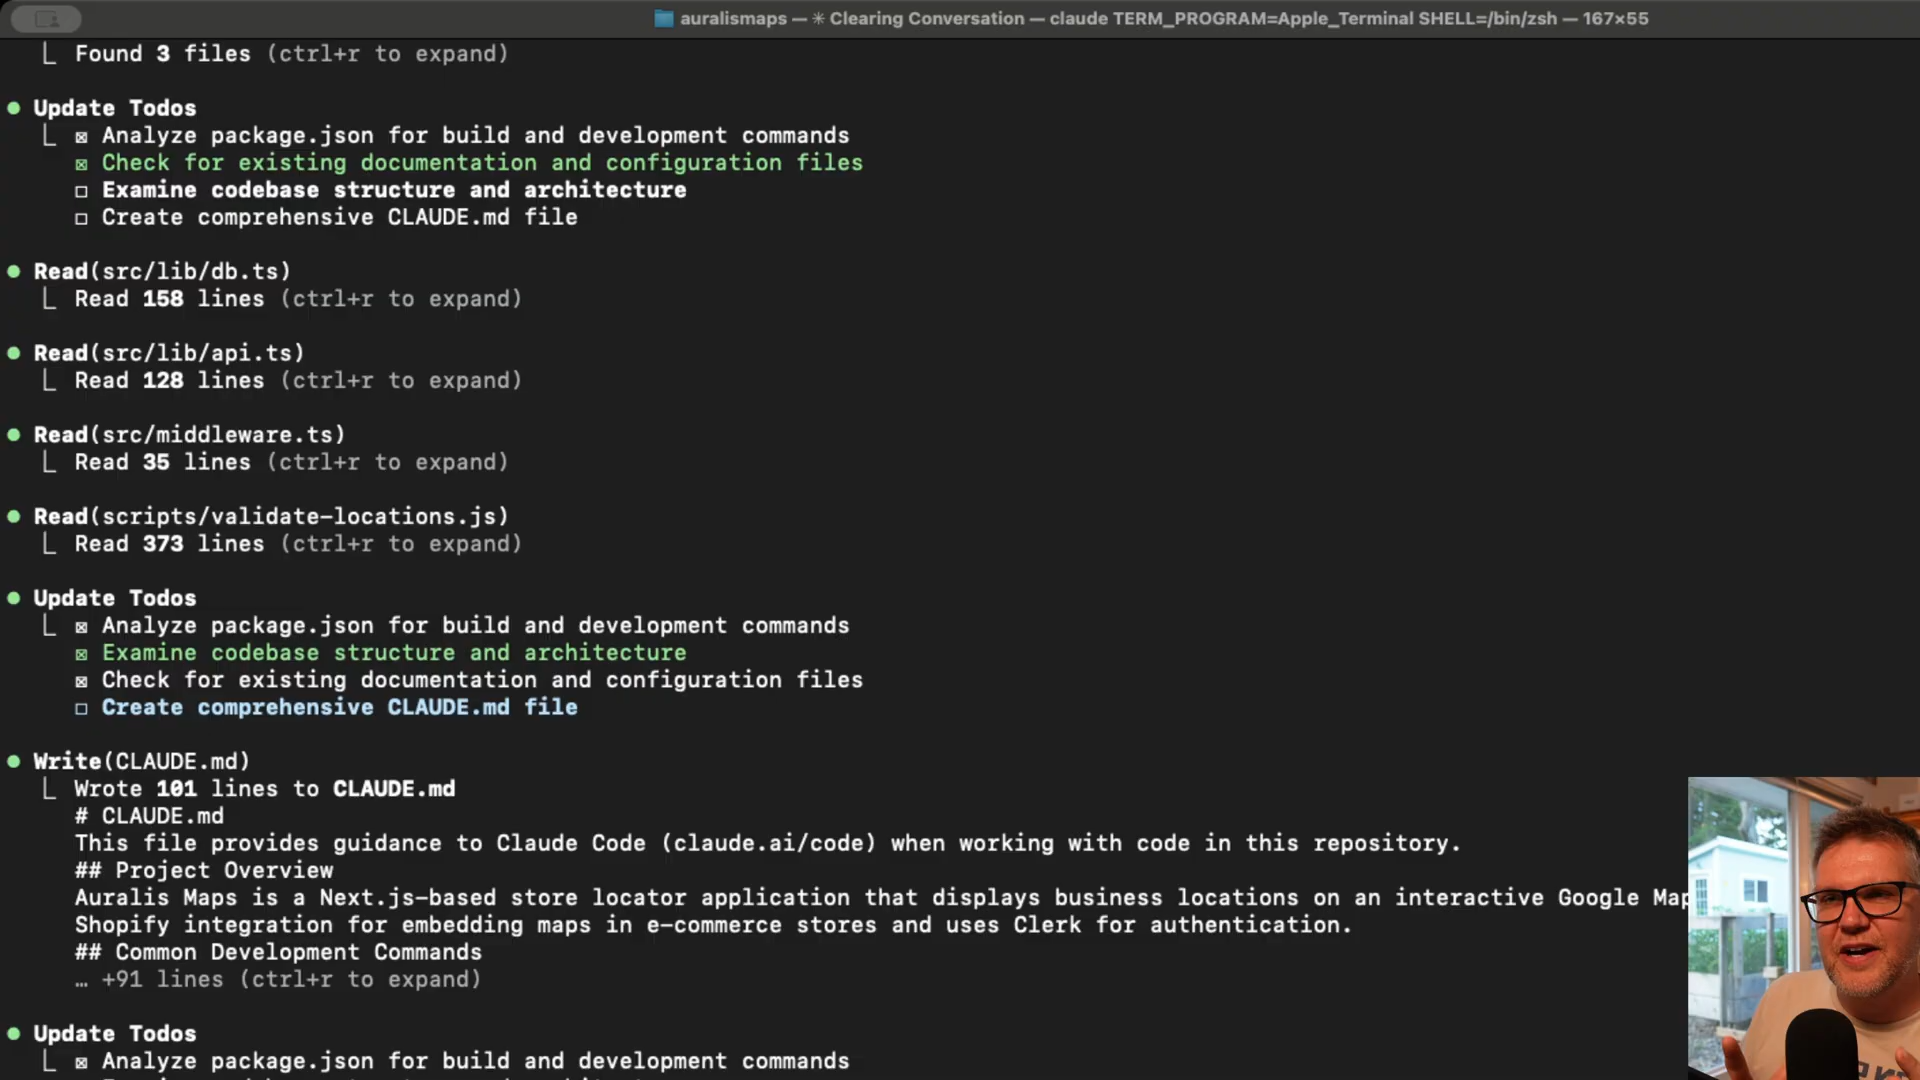 auralismaps — ✳ Clearing Conversation — claude TERM_PROGRAM=Apple_Terminal SHELL=/bin/zsh — 167×55
⎿ Found 3 files (ctrl+r to expand)
● Update Todos
⎿ ☒ Analyze package.json for build and development commands
☒ Check for existing documentation and configuration files
☐ Examine codebase structure and architecture
☐ Create comprehensive CLAUDE.md file
● Read(src/lib/db.ts)
⎿ Read 158 lines (ctrl+r to expand)
● Read(src/lib/api.ts)
⎿ Read 128 lines (ctrl+r to expand)
● Read(src/middleware.ts)
⎿ Read 35 lines (ctrl+r to expand)
● Read(scripts/validate-locations.js)
⎿ Read 373 lines (ctrl+r to expand)
● Update Todos
⎿ ☒ Analyze package.json for build and development commands
☒ Examine codebase structure and architecture
☒ Check for existing documentation and configuration files
☐ Create comprehensive CLAUDE.md file
● Write(CLAUDE.md)
⎿ Wrote 101 lines to CLAUDE.md
# CLAUDE.md
This file provides guidance to Claude Code (claude.ai/code) when working with code in this repository.
## Project Overview
Auralis Maps is a Next.js-based store locator application that displays business locations on an interactive Google Map
Shopify integration for embedding maps in e-commerce stores and uses Clerk for authentication.
## Common Development Commands
… +91 lines (ctrl+r to expand)
● Update Todos
⎿ ☒ Analyze package.json for build and development commands